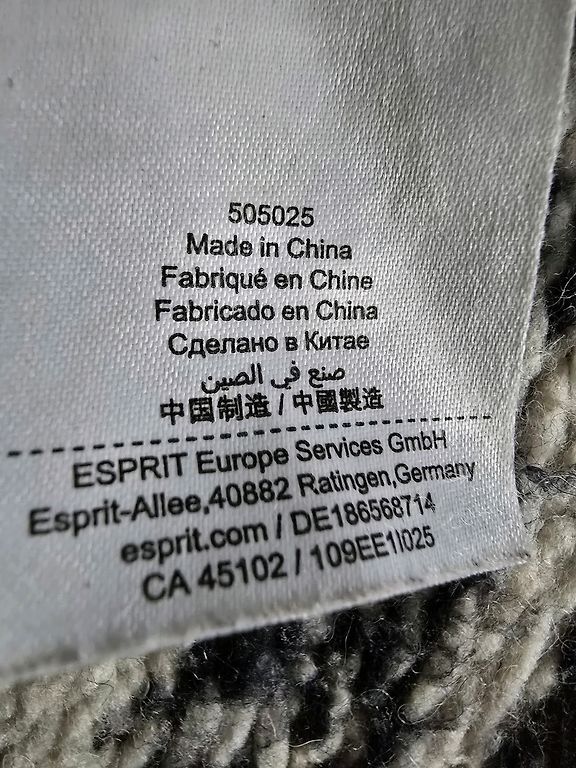 505025
Made in China
Fabriqué en Chine
Fabricado en China
Сделано в Китае
صنع في الصين
中国制造 / 中國製造
ESPRIT Europe Services GmbH
Esprit-Allee,40882 Ratingen,Germany
esprit.com / DE186568714
CA 45102 / 109EE1I025